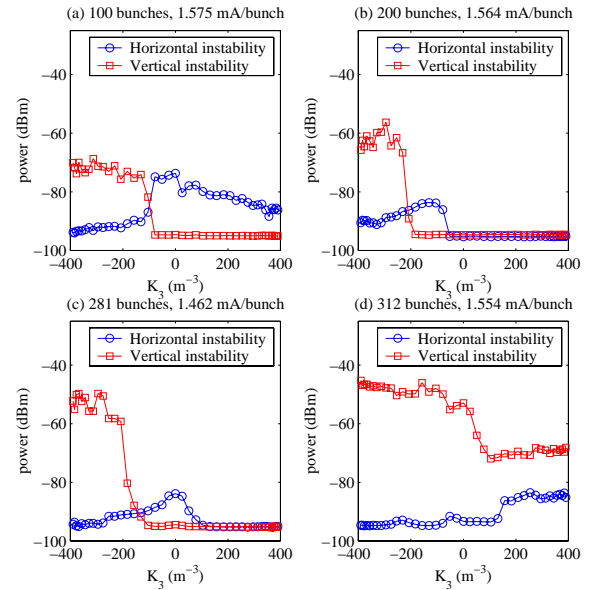 (a) 100 bunches, 1.575 mA/bunch
Horizontal instability
Vertical instability
power (dBm)
−40
−60
−80
−100
−400 −200 0 200 400
K3 (m−3)
(b) 200 bunches, 1.564 mA/bunch
Horizontal instability
Vertical instability
power (dBm)
−40
−60
−80
−100
−400 −200 0 200 400
K3 (m−3)
(c) 281 bunches, 1.462 mA/bunch
Horizontal instability
Vertical instability
power (dBm)
−40
−60
−80
−100
−400 −200 0 200 400
K3 (m−3)
(d) 312 bunches, 1.554 mA/bunch
Horizontal instability
Vertical instability
power (dBm)
−40
−60
−80
−100
−400 −200 0 200 400
K3 (m−3)